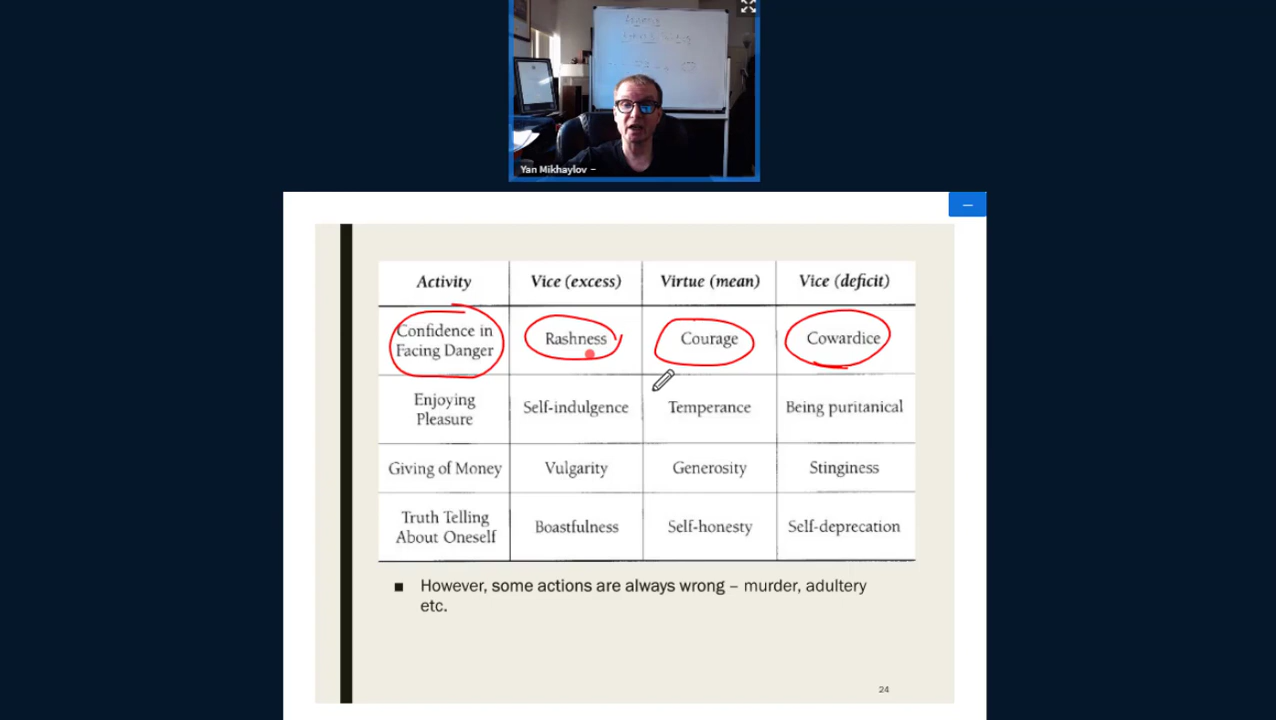 Yan Mikhaylov –
Activity
Vice (excess)
Virtue (mean)
Vice (deficit)
Confidence in
Facing Danger
Rashness
Courage
Cowardice
Enjoying
Pleasure
Self-indulgence
Temperance
Being puritanical
Giving of Money
Vulgarity
Generosity
Stinginess
Truth Telling
About Oneself
Boastfulness
Self-honesty
Self-deprecation
■ However, some actions are always wrong – murder, adultery
etc.
24